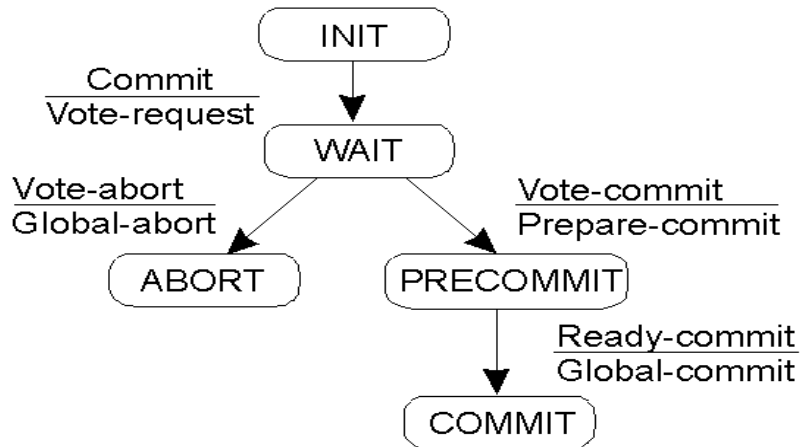 INIT
Commit
Vote-request
WAIT
Vote-abort
Global-abort
Vote-commit
Prepare-commit
ABORT
PRECOMMIT
Ready-commit
Global-commit
COMMIT